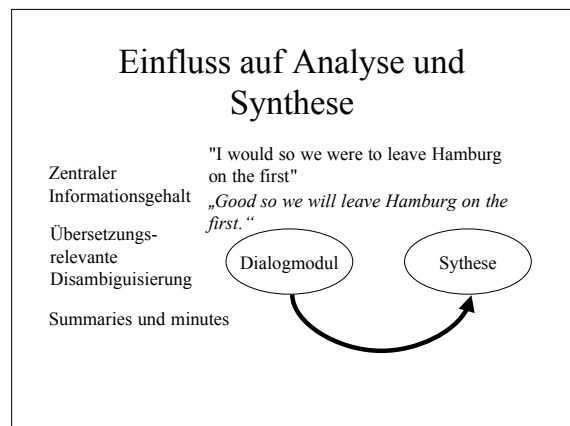 Einfluss auf Analyse und
Synthese
Zentraler
Informationsgehalt
Übersetzungs-
relevante
Disambiguisierung
Summaries und minutes
"I would so we were to leave Hamburg
on the first"
„Good so we will leave Hamburg on the
first.“
Dialogmodul
Sythese